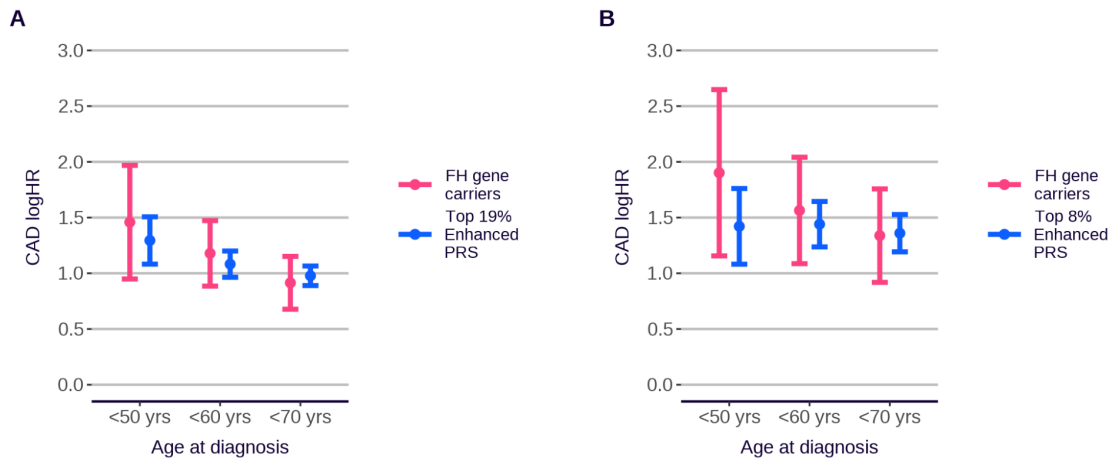 A
CAD logHR
3.0
2.5
2.0
1.5
1.0
0.5
0.0
<50 yrs <60 yrs <70 yrs
Age at diagnosis
FH gene
carriers
Top 19%
Enhanced
PRS
B
CAD logHR
3.0
2.5
2.0
1.5
1.0
0.5
0.0
<50 yrs <60 yrs <70 yrs
Age at diagnosis
FH gene
carriers
Top 8%
Enhanced
PRS